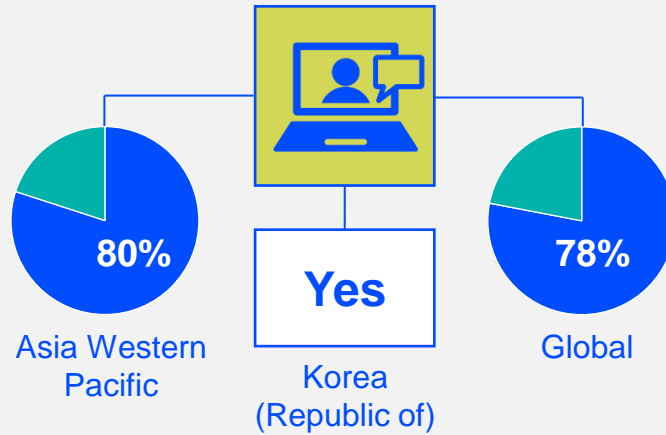 80%
Asia Western
Pacific
Yes
Korea
(Republic of)
78%
Global